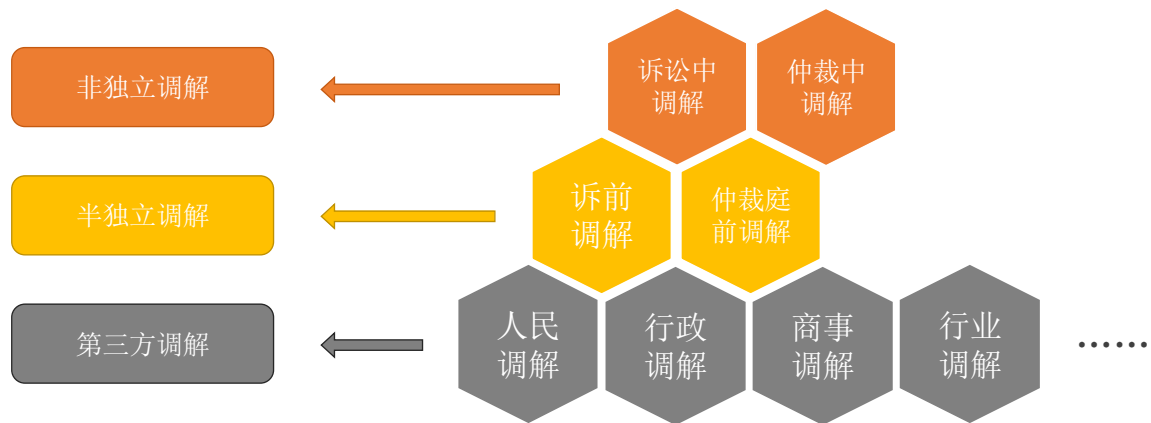 非独立调解
诉讼中
调解
仲裁中
调解
半独立调解
诉前
调解
仲裁庭
前调解
第三方调解
人民
调解
行政
调解
商事
调解
行业
调解
……